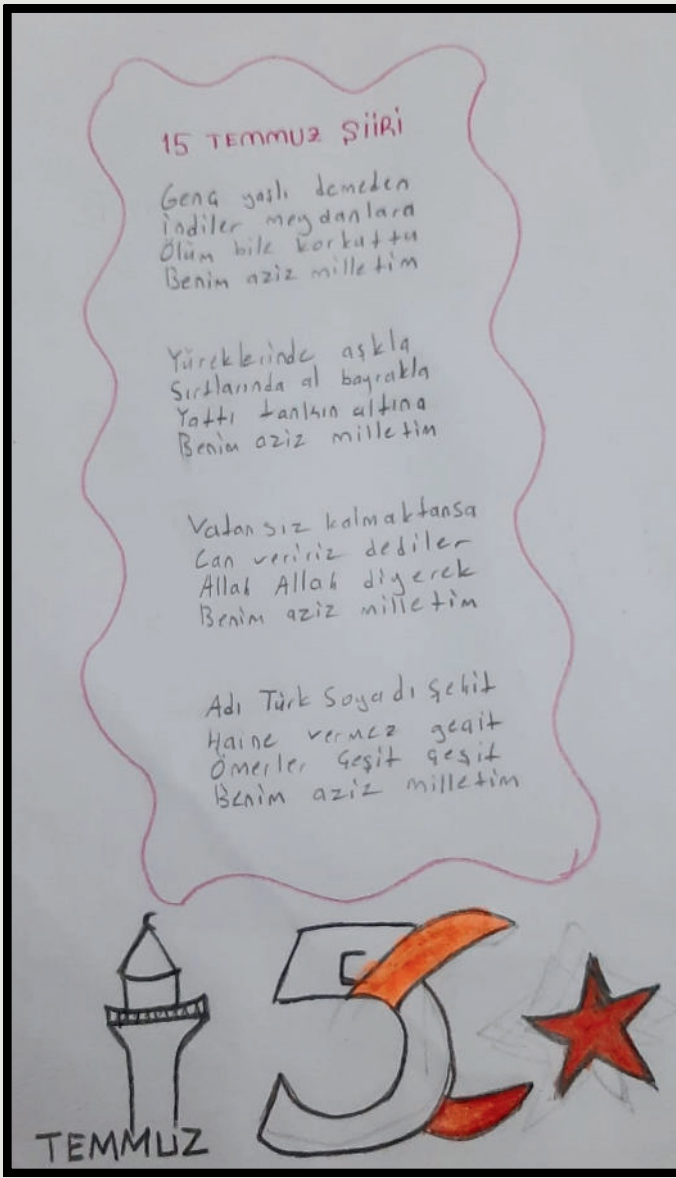 15 TEMMUZ ŞİİRİ
Genç yaşlı demeden
indiler meydanlara
Ölüm bile korkuttu
Benim aziz milletim
Yüreklerinde aşkla
Sırtlarında al bayrakla
Yattı tankın altına
Benim aziz milletim
Vatansız kalmaktansa
Can veririz dediler
Allah Allah diyerek
Benim aziz milletim
Adı Türk Soyadı Şehit
Haine vermez geçit
Ömerler çeşit çeşit
Benim aziz milletim
15
TEMMUZ